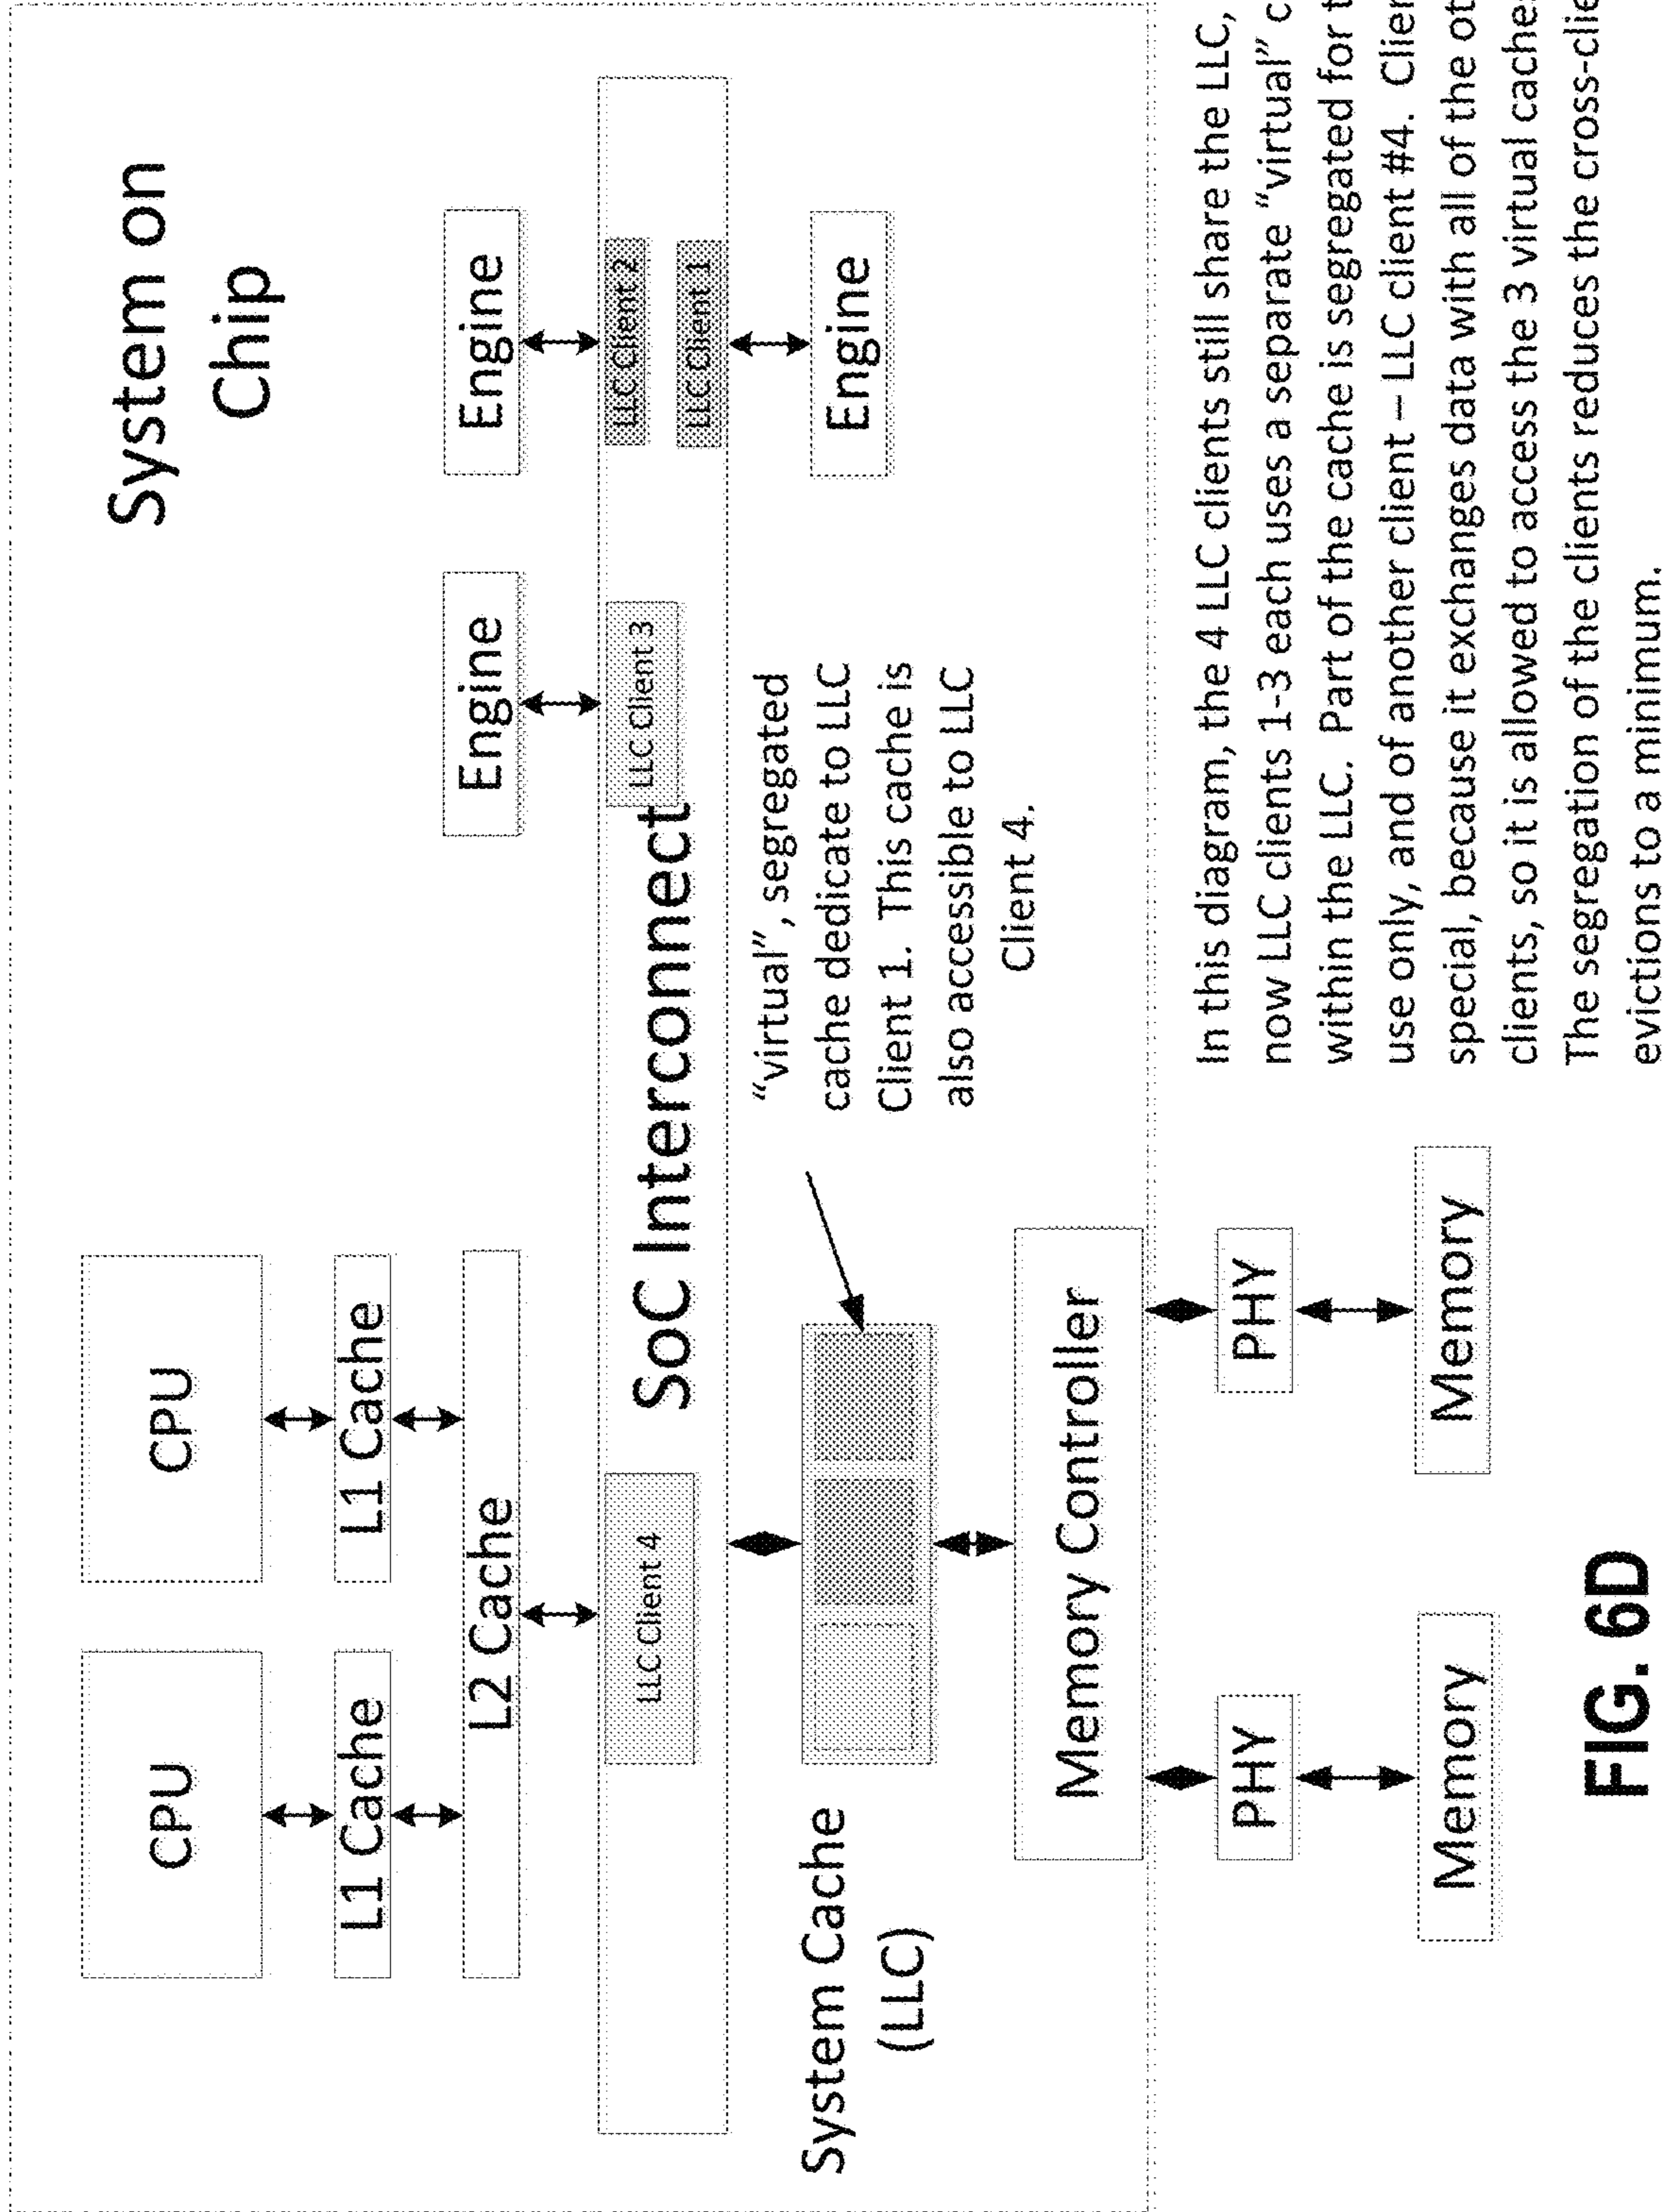 System on
Chip
CPU
CPU
L1 Cache
L1 Cache
L2 Cache
Engine
Engine
LLC Client 4
LLC Client 3
LLC Client 2
LLC Client 1
SoC Interconnect
Engine
System Cache
(LLC)
“virtual”, segregated
cache dedicate to LLC
Client 1. This cache is
also accessible to LLC
Client 4.
Memory Controller
PHY
PHY
Memory
Memory
In this diagram, the 4 LLC clients still share the LLC,
now LLC clients 1-3 each uses a separate “virtual”
within the LLC. Part of the cache is segregated for
use only, and of another client – LLC client #4.
special, because it exchanges data with all of the
clients, so it is allowed to access the 3 virtual
The segregation of the clients reduces the
evictions to a minimum.
FIG. 6D